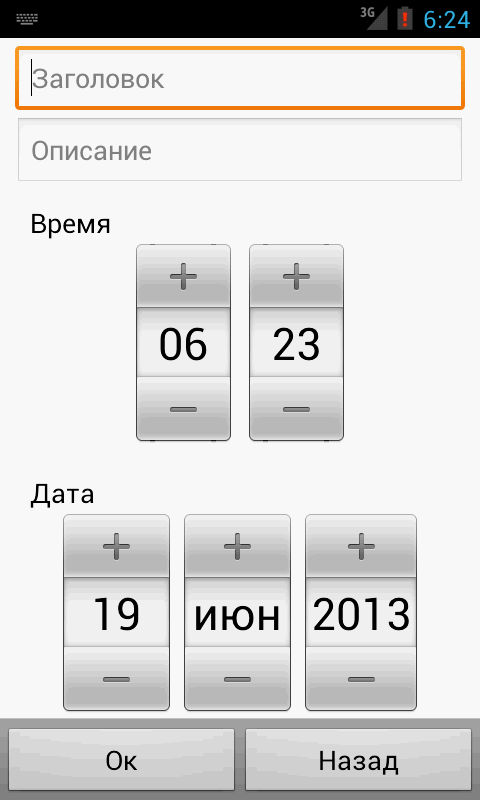 3G 6:24
Заголовок
Описание
Время
06 23
Дата
19 июн 2013
Ок Назад